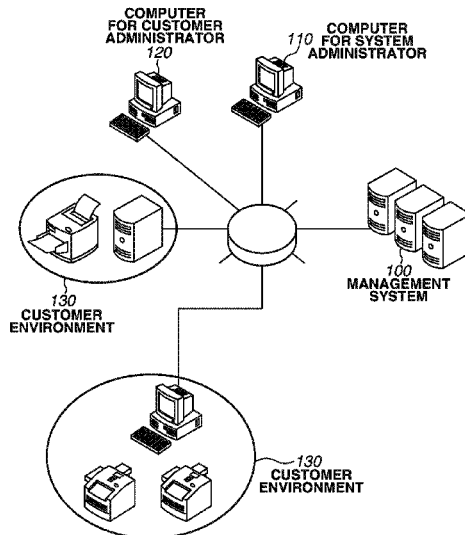 COMPUTER
FOR CUSTOMER
ADMINISTRATOR
120
110
COMPUTER
FOR SYSTEM
ADMINISTRATOR
130
CUSTOMER
ENVIRONMENT
100
MANAGEMENT
SYSTEM
130
CUSTOMER
ENVIRONMENT